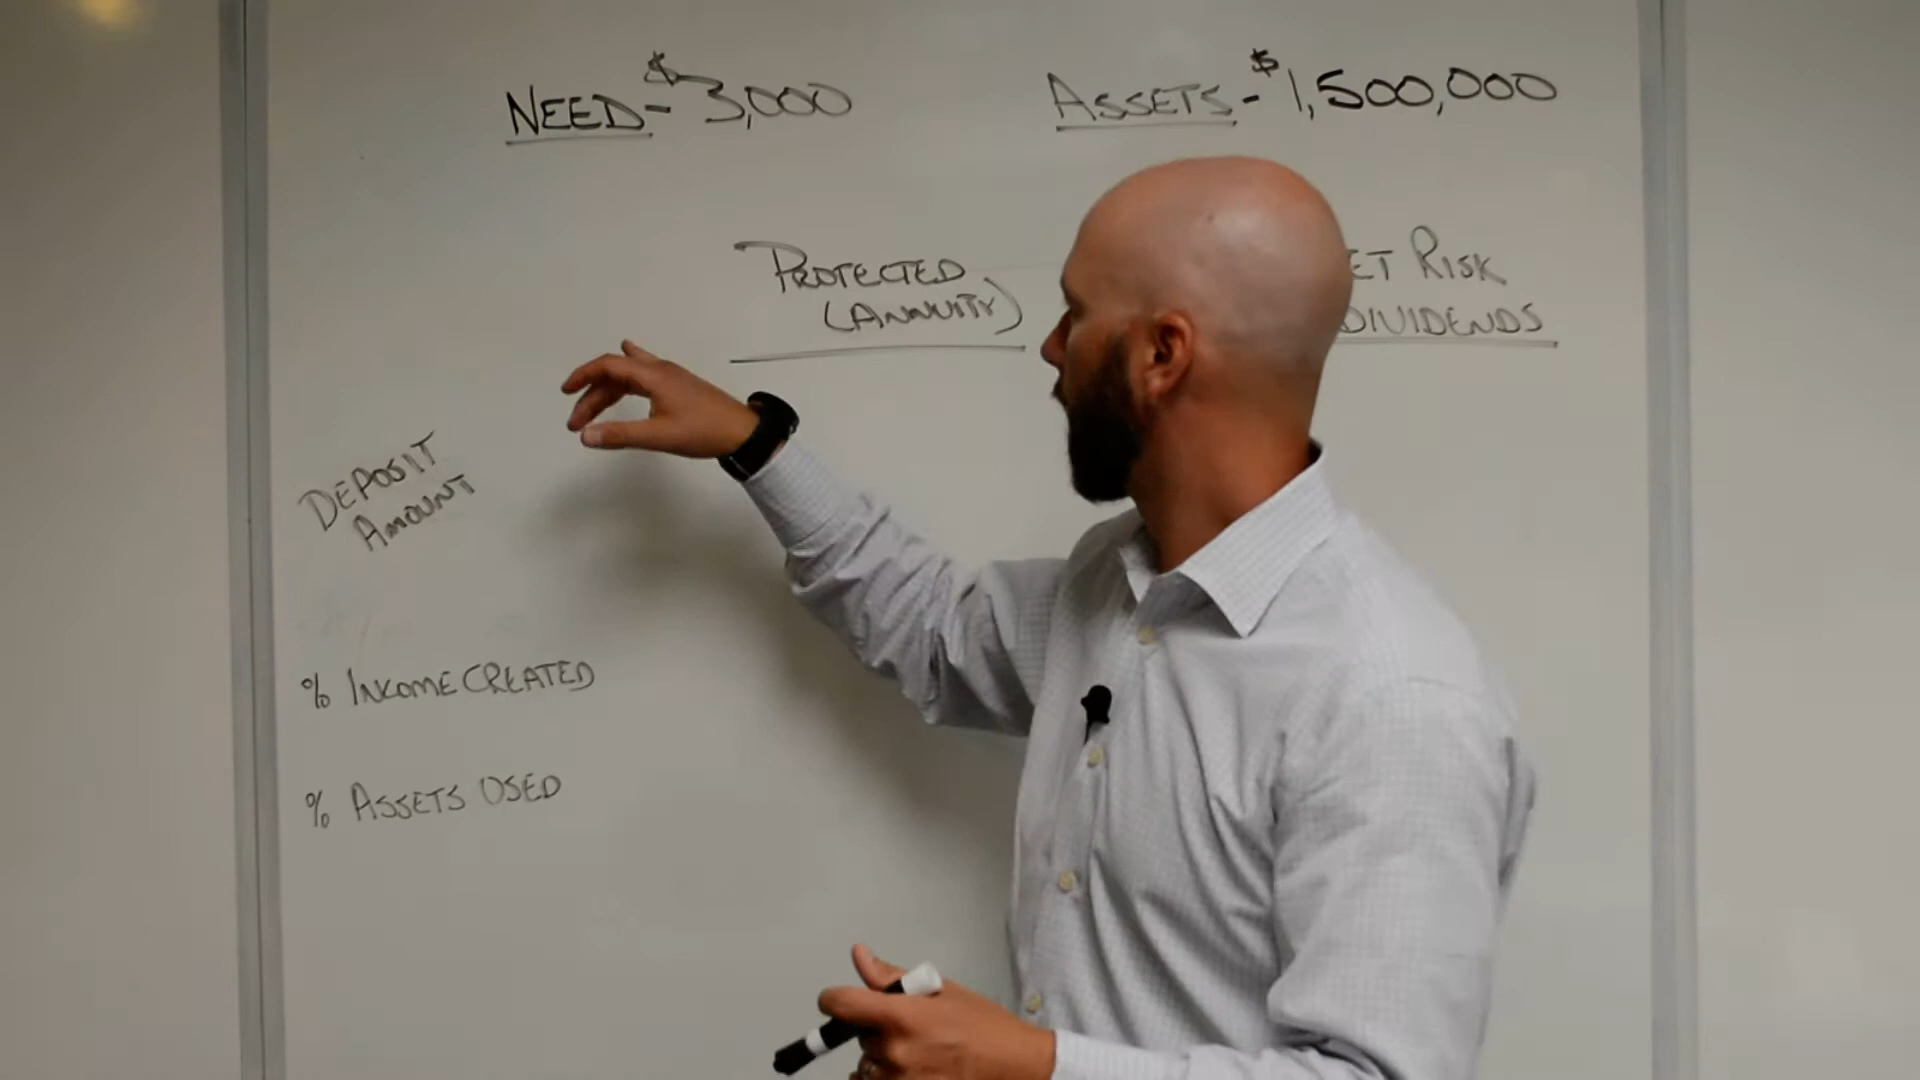 NEED - $3,000
ASSETS - $1,500,000
PROTECTED
(ANNUITY)
ET RISK
DIVIDENDS
DEPOSIT
AMOUNT
% INCOME CREATED
% ASSETS USED